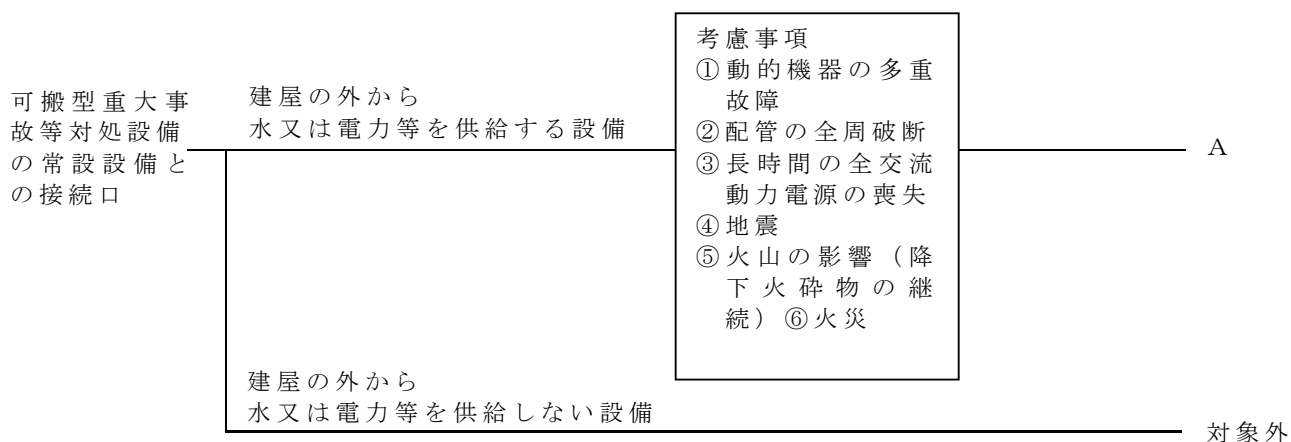 可搬型重大事
故等対処設備
の常設設備と
の接続口
建屋の外から
水又は電力等を供給する設備
考慮事項
①動的機器の多重
故障
②配管の全周破断
③長時間の全交流
動力電源の喪失
④地震
⑤火山の影響（降
下火砕物の継
続）⑥火災
A
建屋の外から
水又は電力等を供給しない設備
対象外